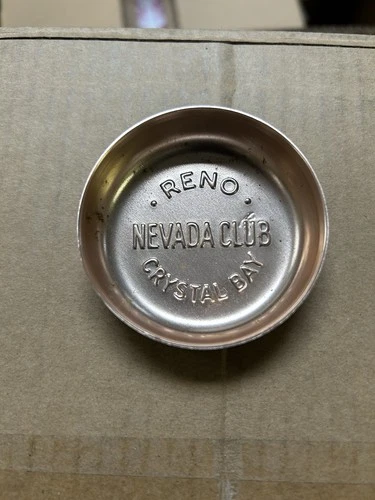 · RENO ·
NEVADA CLUB
CRYSTAL BAY